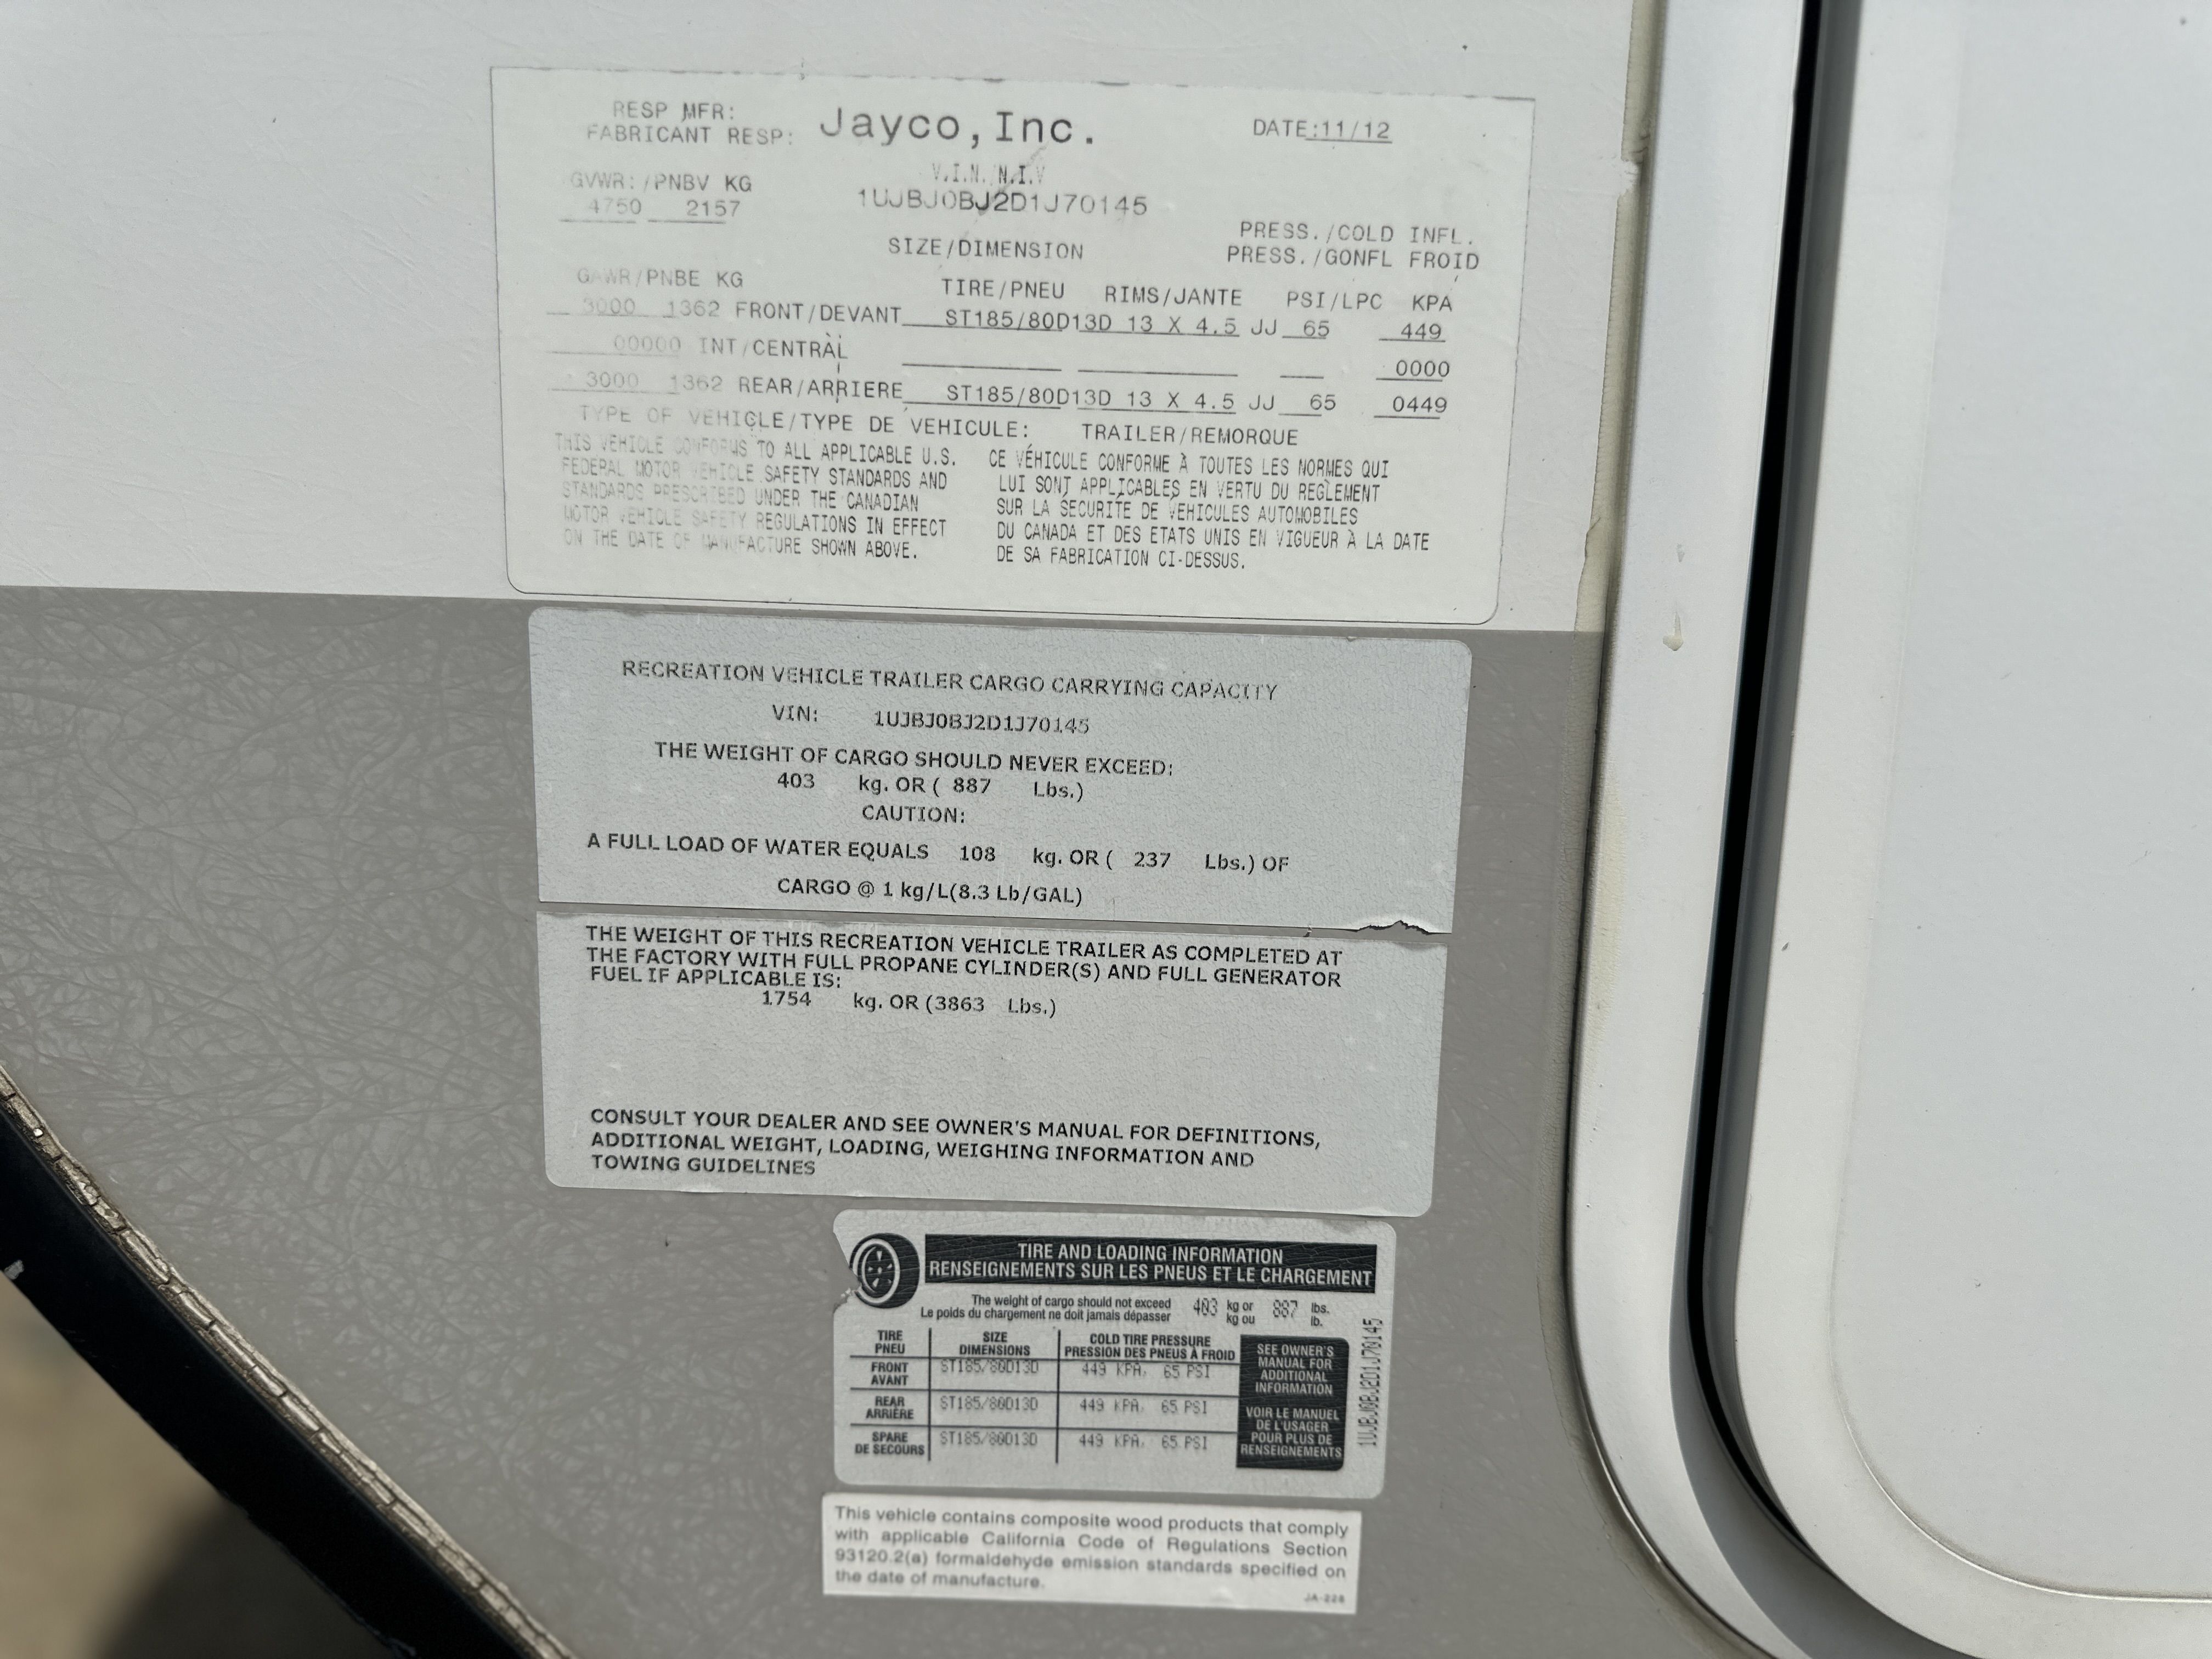 RESP MFR:
FABRICANT RESP: Jayco,Inc. DATE:11/12
V.I.N. N.I.V
GVWR:/PNBV KG 1UJBJ0BJ2D1J70145
4750 2157
PRESS./COLD INFL.
SIZE/DIMENSION PRESS./GONFL FROID
GAWR/PNBE KG TIRE/PNEU RIMS/JANTE PSI/LPC KPA
3000 1362 FRONT/DEVANT ST185/80D13D 13 X 4.5 JJ 65 449
00000 INT/CENTRAL 0000
3000 1362 REAR/ARRIERE ST185/80D13D 13 X 4.5 JJ 65 0449
TYPE OF VEHICLE/TYPE DE VEHICULE: TRAILER/REMORQUE
THIS VEHICLE CONFORMS TO ALL APPLICABLE U.S.
FEDERAL MOTOR VEHICLE SAFETY STANDARDS AND
STANDARDS PRESCRIBED UNDER THE CANADIAN
MOTOR VEHICLE SAFETY REGULATIONS IN EFFECT
ON THE DATE OF MANUFACTURE SHOWN ABOVE.
CE VÉHICULE CONFORME À TOUTES LES NORMES QUI
LUI SONT APPLICABLES EN VERTU DU REGLEMENT
SUR LA SÉCURITE DE VEHICULES AUTOMOBILES
DU CANADA ET DES ETATS UNIS EN VIGUEUR À LA DATE
DE SA FABRICATION CI-DESSUS.
RECREATION VEHICLE TRAILER CARGO CARRYING CAPACITY
VIN: 1UJBJ0BJ2D1J70145
THE WEIGHT OF CARGO SHOULD NEVER EXCEED:
403 kg. OR ( 887 Lbs.)
CAUTION:
A FULL LOAD OF WATER EQUALS 108 kg. OR ( 237 Lbs.) OF
CARGO @ 1 kg/L(8.3 Lb/GAL)
THE WEIGHT OF THIS RECREATION VEHICLE TRAILER AS COMPLETED AT
THE FACTORY WITH FULL PROPANE CYLINDER(S) AND FULL GENERATOR
FUEL IF APPLICABLE IS:
1754 kg. OR (3863 Lbs.)
CONSULT YOUR DEALER AND SEE OWNER'S MANUAL FOR DEFINITIONS,
ADDITIONAL WEIGHT, LOADING, WEIGHING INFORMATION AND
TOWING GUIDELINES
TIRE AND LOADING INFORMATION
RENSEIGNEMENTS SUR LES PNEUS ET LE CHARGEMENT
The weight of cargo should not exceed 403 kg or 887 lbs.
Le poids du chargement ne doit jamais dépasser kg ou lb.
TIRE SIZE COLD TIRE PRESSURE
PNEU DIMENSIONS PRESSION DES PNEUS À FROID
FRONT ST185/80D13D 449 KPA, 65 PSI
AVANT
REAR ST185/80D13D 449 KPA, 65 PSI
ARRIÈRE
SPARE ST185/80D13D 449 KPA, 65 PSI
DE SECOURS
SEE OWNER'S
MANUAL FOR
ADDITIONAL
INFORMATION
VOIR LE MANUEL
DE L'USAGER
POUR PLUS DE
RENSEIGNEMENTS
1UJBJ0BJ2D1J70145
This vehicle contains composite wood products that comply
with applicable California Code of Regulations Section
93120.2(a) formaldehyde emission standards specified on
the date of manufacture.
JA-228